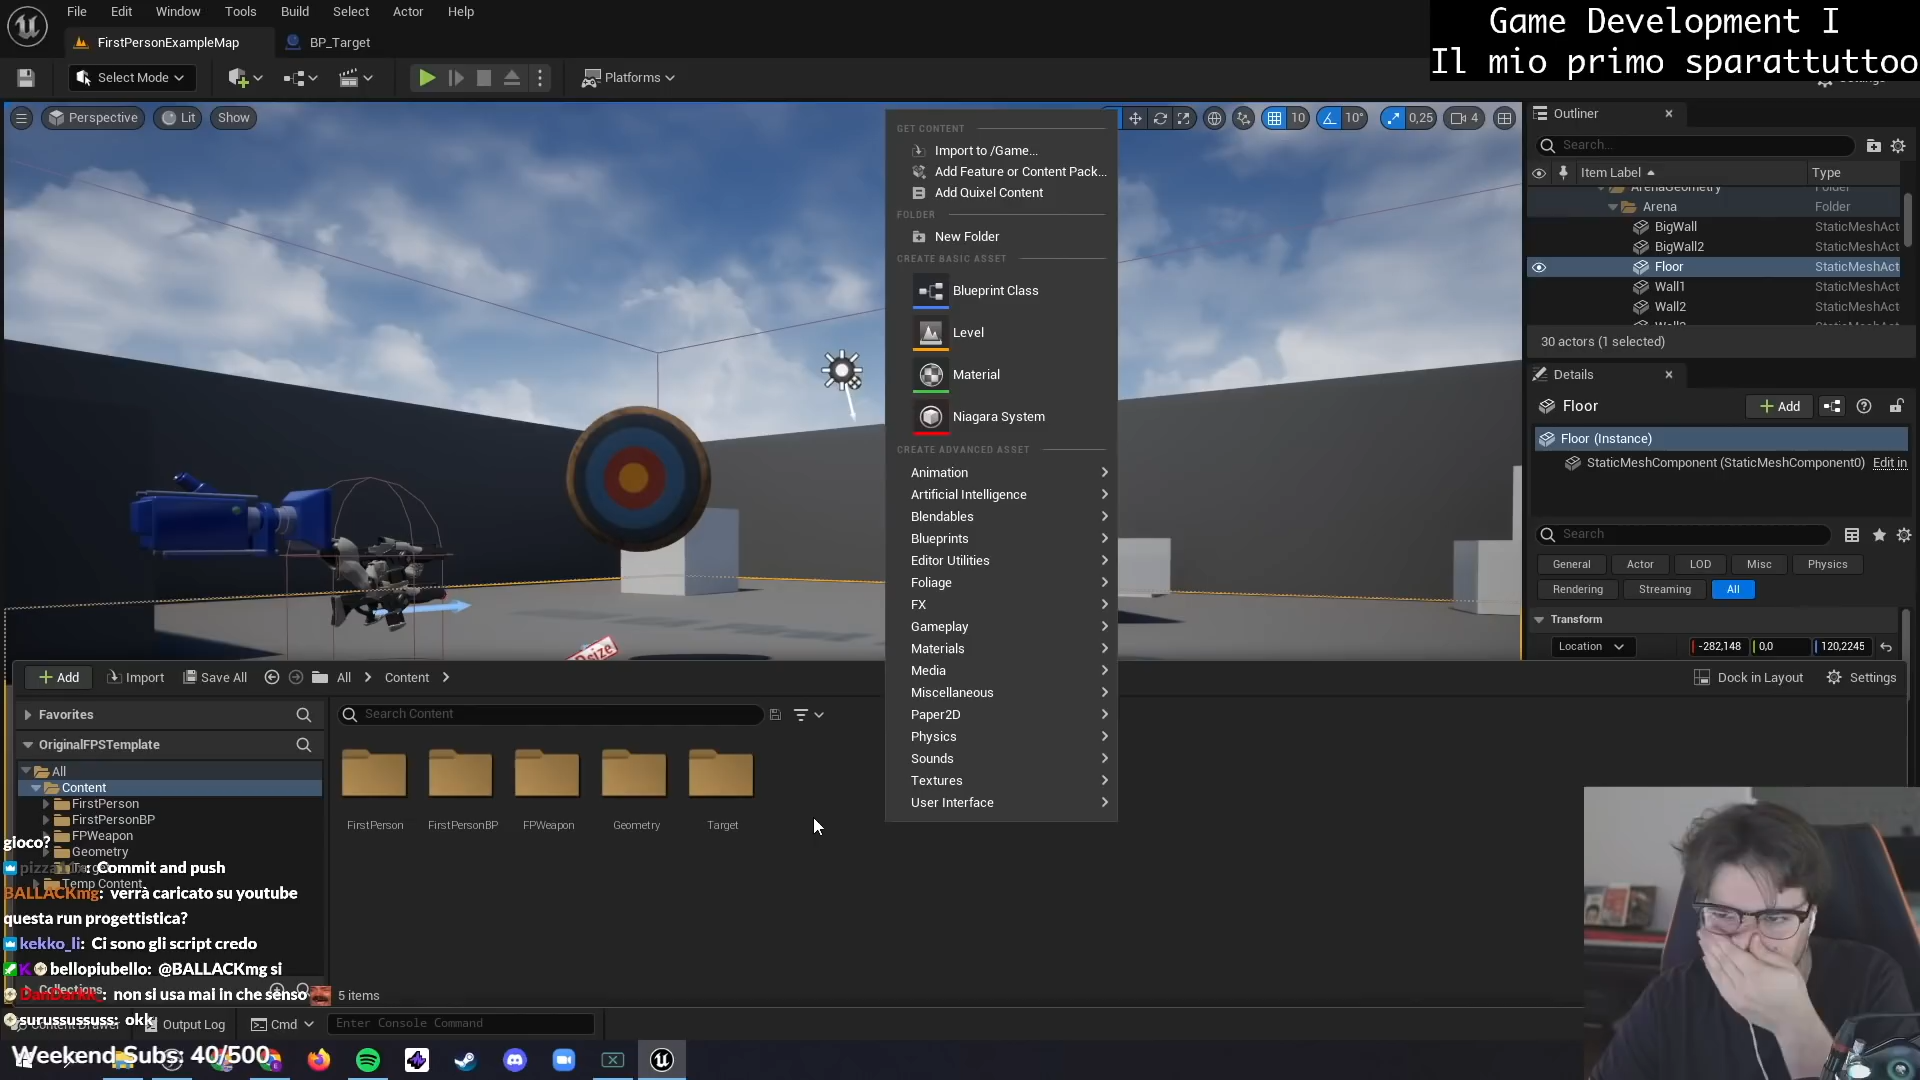 File Edit Window Tools Build Select Actor Help
Game Development I
Il mio primo sparattuttoo
FirstPersonExampleMap
BP_Target
Select Mode
Platforms
Perspective
Lit
Show
10
10°
0,25
4
GET CONTENT
Import to /Game...
Add Feature or Content Pack...
Add Quixel Content
FOLDER
New Folder
CREATE BASIC ASSET
Blueprint Class
Level
Material
Niagara System
CREATE ADVANCED ASSET
Animation
Artificial Intelligence
Blendables
Blueprints
Editor Utilities
Foliage
FX
Gameplay
Materials
Media
Miscellaneous
Paper2D
Physics
Sounds
Textures
User Interface
Outliner
Search...
Item Label
Type
ArenaGeometry Folder
Arena Folder
BigWall StaticMeshAct
BigWall2 StaticMeshAct
Floor StaticMeshAct
Wall1 StaticMeshAct
Wall2 StaticMeshAct
30 actors (1 selected)
Details
Floor
Add
Floor (Instance)
StaticMeshComponent (StaticMeshComponent0) Edit in
Search
General Actor LOD Misc Physics
Rendering Streaming All
Transform
Location -282,148 0,0 120,2245
Add
Import
Save All
All
Content
Dock in Layout
Settings
Favorites
Search Content
OriginalFPSTemplate
All
Content
FirstPerson
FirstPersonBP
FPWeapon
Geometry
Temp Content
Collections
FirstPerson
FirstPersonBP
FPWeapon
Geometry
Target
5 items
gioco?
: Commit and push
BALLACKmg: verrà caricato su youtube
questa run progettistica?
kekko_li: Ci sono gli script credo
bellopiubello: @BALLACKmg si
: non si usa mai in che senso
surussussuss: okk
Content Drawer
Output Log
Cmd
Enter Console Command
Weekend Subs: 40/500